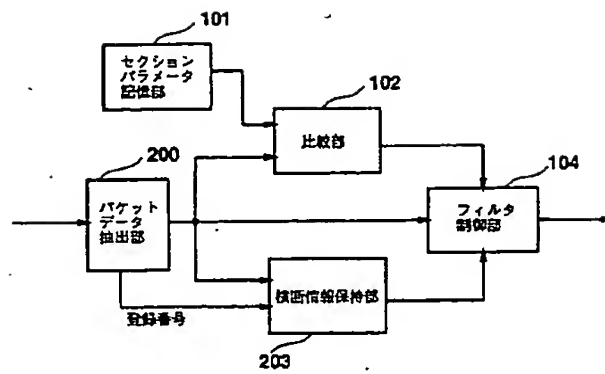 101
セクション
パラメータ
記憶部
102
比較部
200
パケット
データ
抽出部
104
フィルタ
制御部
登録番号
横断情報保持部
203